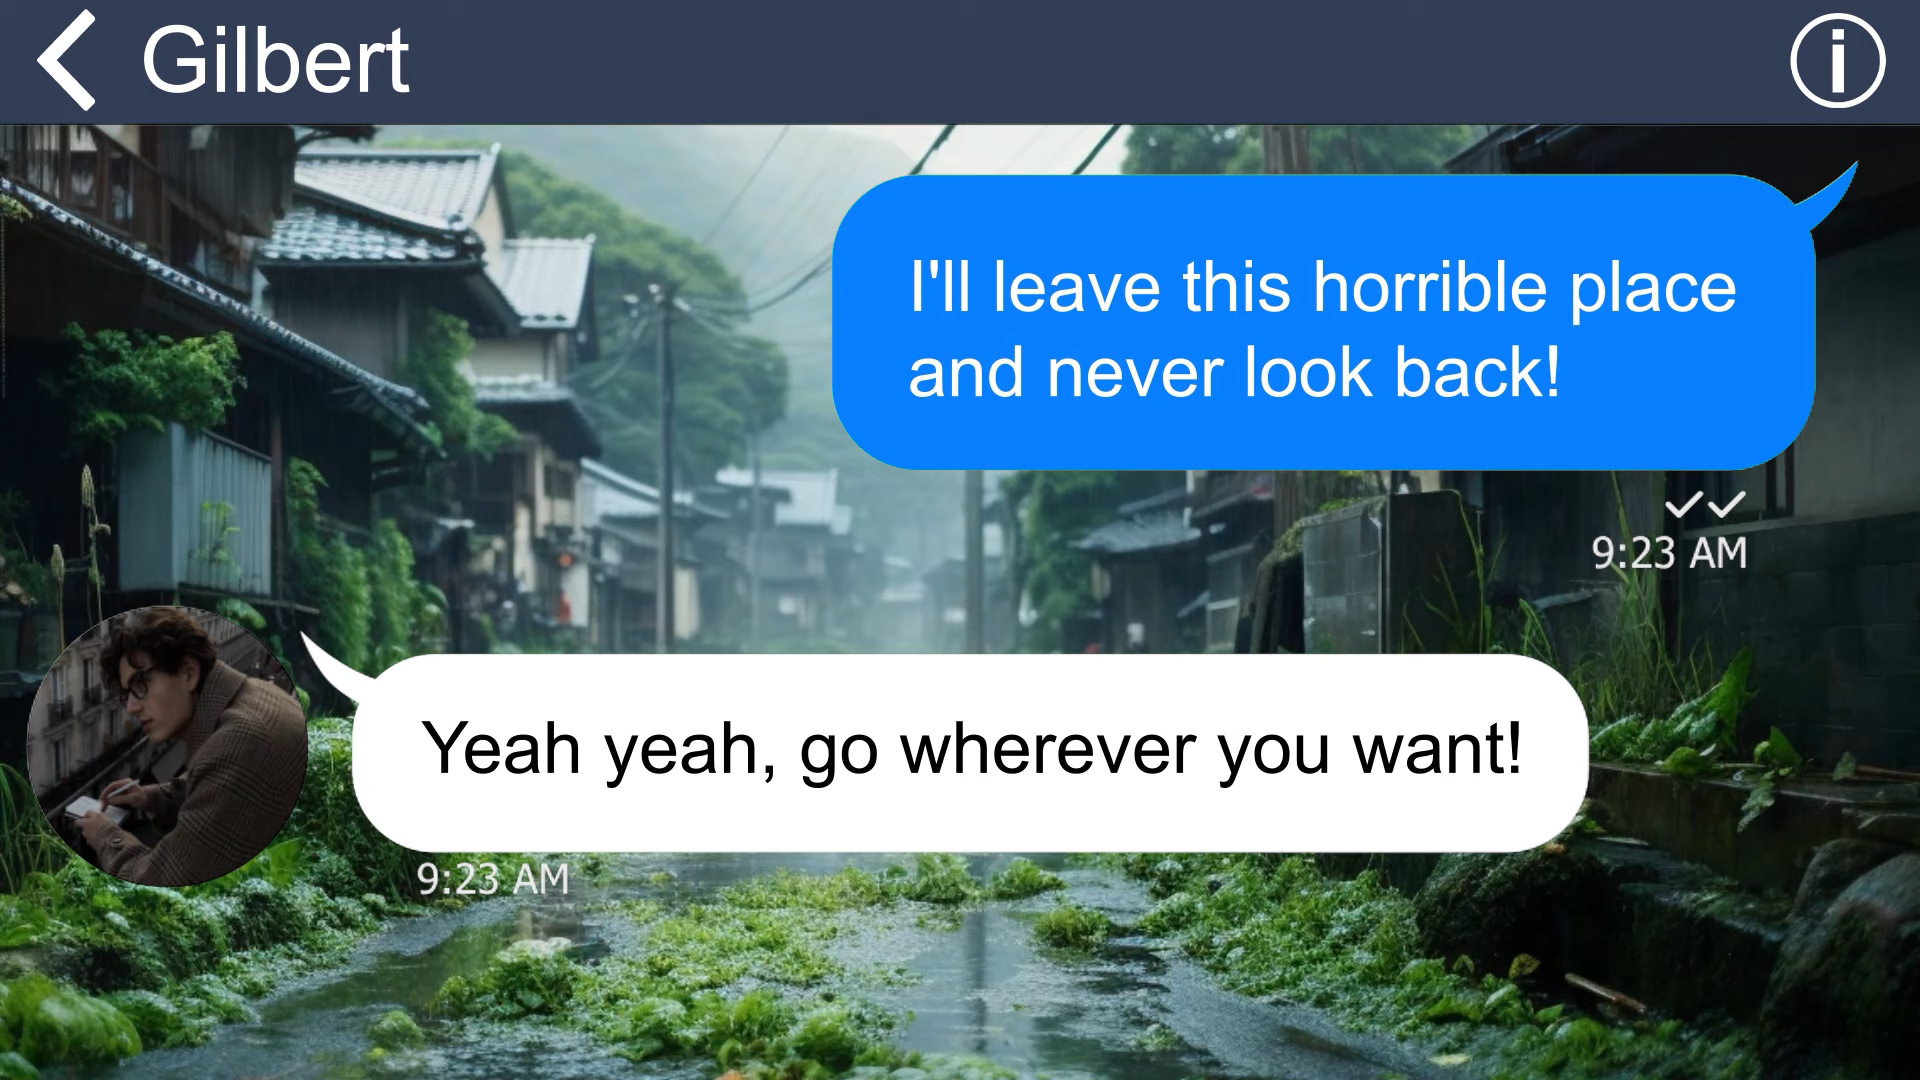 Gilbert
I'll leave this horrible place
and never look back!
9:23 AM
Yeah yeah, go wherever you want!
9:23 AM